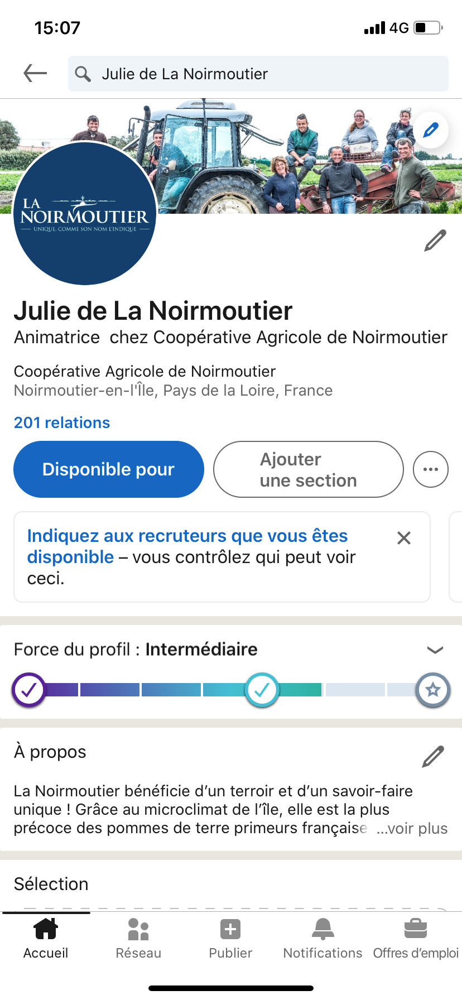 15:07
4G
Julie de La Noirmoutier
LA
NOIRMOUTIER
UNIQUE, COMME SON NOM L'INDIQUE
Julie de La Noirmoutier
Animatrice  chez Coopérative Agricole de Noirmoutier
Coopérative Agricole de Noirmoutier
Noirmoutier-en-l'Île, Pays de la Loire, France
201 relations
Disponible pour
Ajouter
une section
Indiquez aux recruteurs que vous êtes
disponible – vous contrôlez qui peut voir
ceci.
Force du profil : Intermédiaire
À propos
La Noirmoutier bénéficie d’un terroir et d’un savoir-faire
unique ! Grâce au microclimat de l’île, elle est la plus
précoce des pommes de terre primeurs française ...voir plus
Sélection
Accueil
Réseau
Publier
Notifications
Offres d’emploi